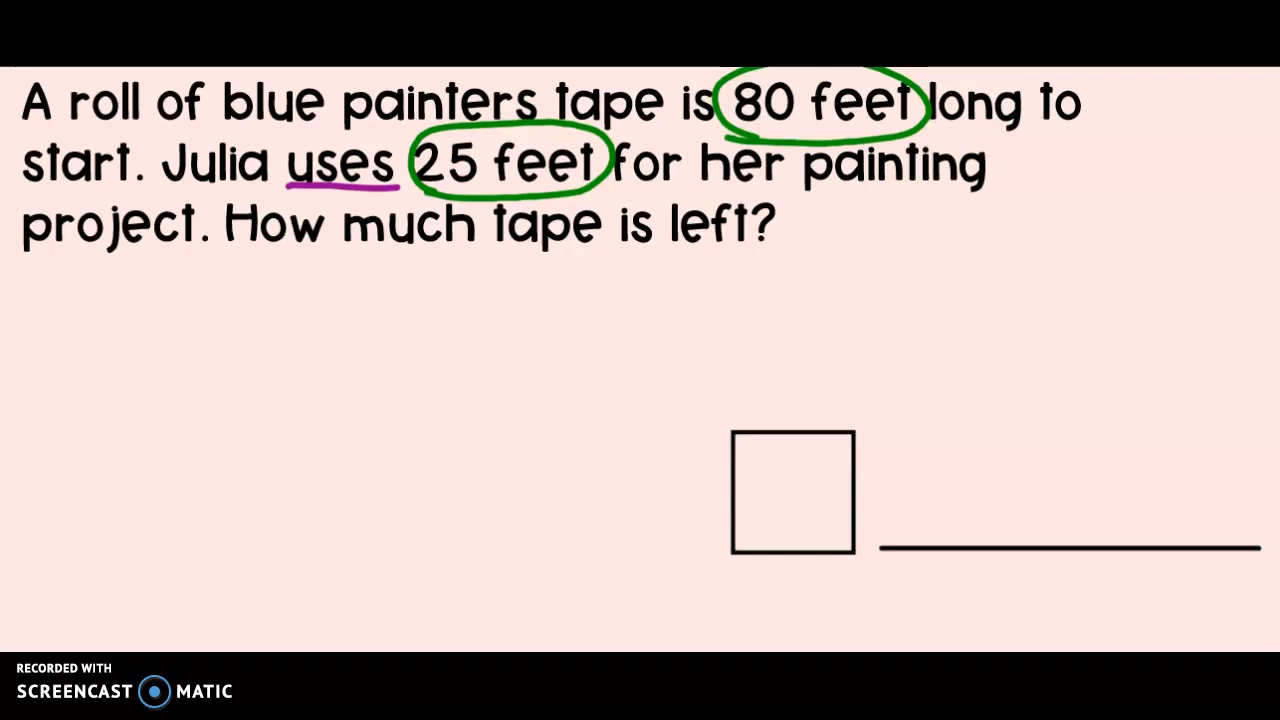 A roll of blue painters tape is 80 feet long to
start. Julia uses 25 feet for her painting
project. How much tape is left?
RECORDED WITH
SCREENCAST MATIC